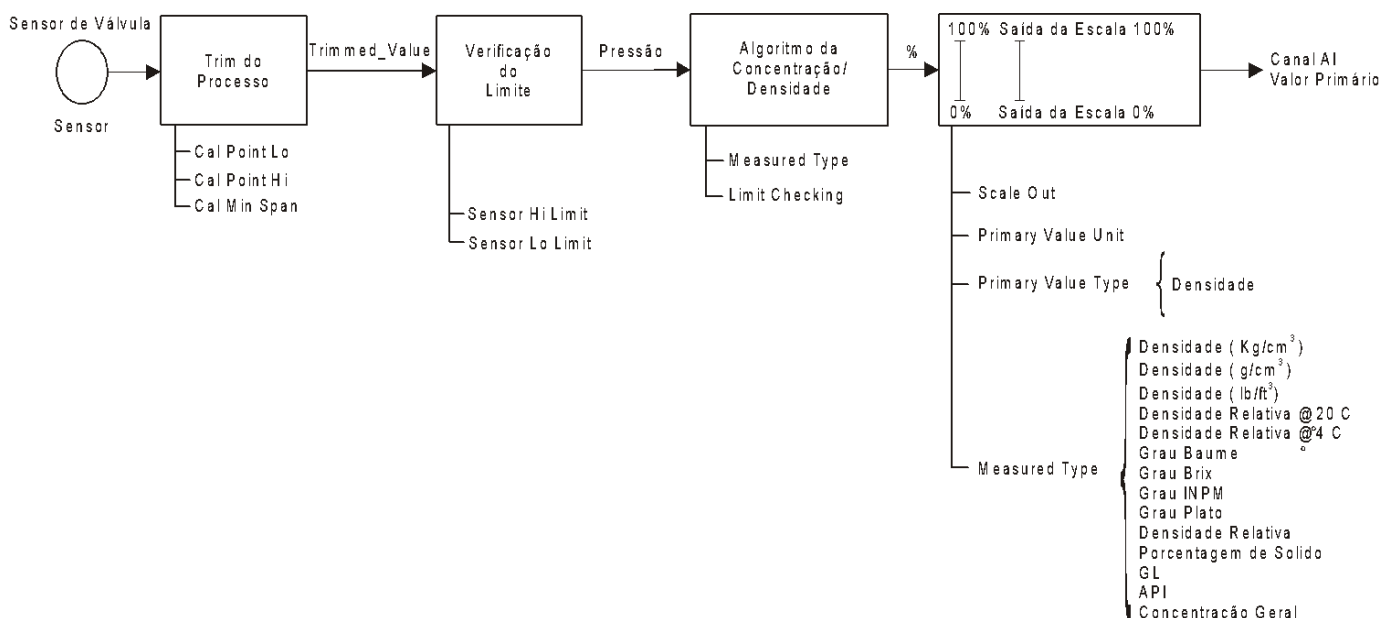 Sensor de Válvula
Sensor
Trim do
Processo
Cal Point Lo
Cal Point Hi
Cal Min Span
Trimmed_Value
Verificação
do
Limite
Sensor Hi Limit
Sensor Lo Limit
Pressão
Algoritmo da
Concentração/
Densidade
Measured Type
Limit Checking
%
100% Saída da Escala 100%
0% Saída da Escala 0%
Canal AI
Valor Primário
Scale Out
Primary Value Unit
Primary Value Type
Densidade
Measured Type
Densidade ( Kg/cm³)
Densidade ( g/cm³)
Densidade ( lb/ft³)
Densidade Relativa @20 C
Densidade Relativa @°4 C
Grau Baume °
Grau Brix
Grau INPM
Grau Plato
Densidade Relativa
Porcentagem de Solido
GL
API
Concentração Geral